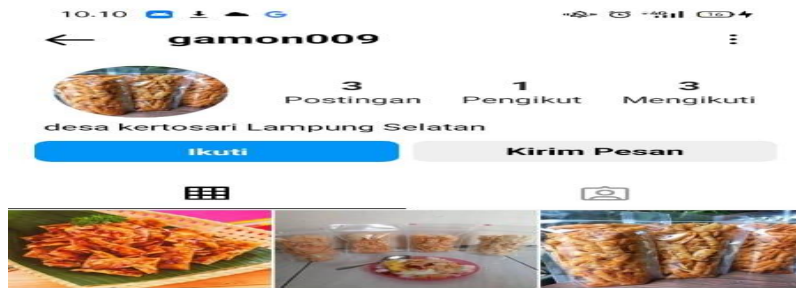 10.10
gamon009
3 1 3
Postingan Pengikut Mengikuti
desa kertosari Lampung Selatan
Ikuti Kirim Pesan